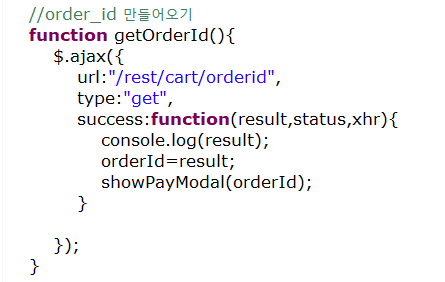 //order_id 만들어오기
function getOrderId(){
    $.ajax({
        url:"/rest/cart/orderid",
        type:"get",
        success:function(result,status,xhr){
            console.log(result);
            orderId=result;
            showPayModal(orderId);
        }

    });
}